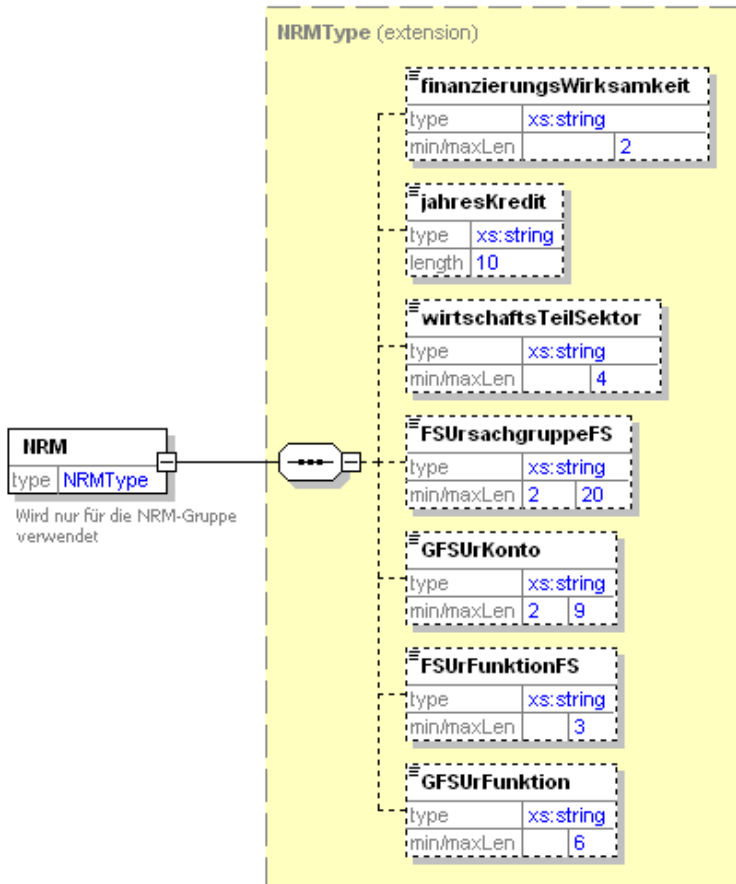 NRMType (extension)
finanzierungsWirksamkeit
type xs:string
min/maxLen 2
jahresKredit
type xs:string
length 10
wirtschaftsTeilSektor
type xs:string
min/maxLen 4
FSUrsachgruppeFS
type xs:string
min/maxLen 2 20
NRM
type NRMType
Wird nur für die NRM-Gruppe
verwendet
GFSUrKonto
type xs:string
min/maxLen 2 9
FSUrFunktionFS
type xs:string
min/maxLen 3
GFSUrFunktion
type xs:string
min/maxLen 6